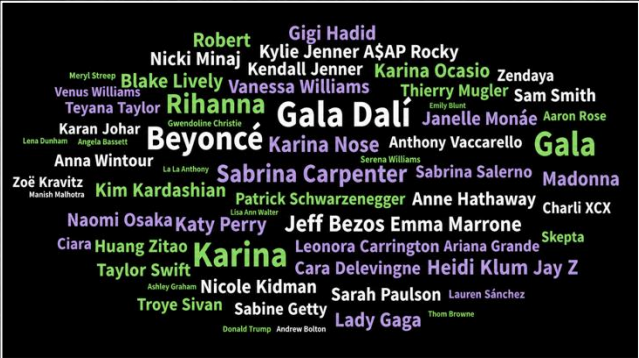 Robert Gigi Hadid
Nicki Minaj Kylie Jenner A$AP Rocky
Meryl Streep Blake Lively Kendall Jenner Karina Ocasio Zendaya
Venus Williams Vanessa Williams Thierry Mugler Sam Smith
Teyana Taylor Rihanna Gala Dalí Emily Blunt Janelle Monáe Aaron Rose
Karan Johar Gwendoline Christie
Lena Dunham Angela Bassett Beyoncé Karina Nose Anthony Vaccarello Gala
Anna Wintour La La Anthony Serena Williams
Zoë Kravitz Sabrina Carpenter Sabrina Salerno Madonna
Manish Malhotra Kim Kardashian Patrick Schwarzenegger Anne Hathaway Charli XCX
Naomi Osaka Katy Perry Lisa Ann Walter Jeff Bezos Emma Marrone
Ciara Huang Zitao Karina Leonora Carrington Ariana Grande Skepta
Taylor Swift Cara Delevingne Heidi Klum Jay Z
Ashley Graham Nicole Kidman Sarah Paulson Lauren Sánchez
Troye Sivan Sabine Getty Lady Gaga Thom Browne
Donald Trump Andrew Bolton